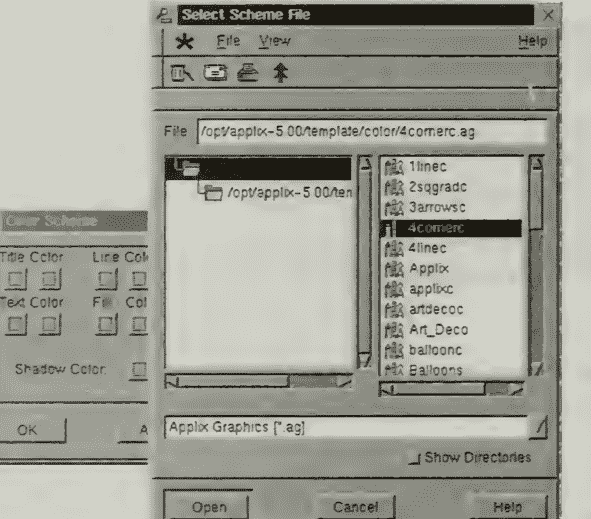 Select Scheme File
File View Help
File /opt/applix-5.00/template/color/4cornerc.ag
/opt/applix-5.00/tem
1linec
2sqgradc
3arrowsc
4cornerc
4linec
Applix
applixc
artdecoc
Art_Deco
balloonc
Balloons
Applix Graphics [*.ag]
Show Directories
Open Cancel Help
Color Scheme
Title Color Line Col
Text Color Fill Col
Shadow Color:
OK A